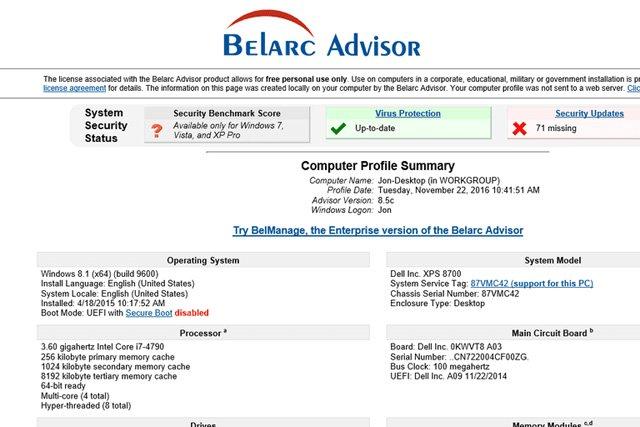 BELARC ADVISOR
The license associated with the Belarc Advisor product allows for free personal use only. Use on computers in a corporate, educational, military or government installation is p
license agreement for details. The information on this page was created locally on your computer by the Belarc Advisor. Your computer profile was not sent to a web server. Clic
System Security Status
Security Benchmark Score
Available only for Windows 7, Vista, and XP Pro
Virus Protection
Up-to-date
Security Updates
71 missing
Computer Profile Summary
Computer Name: Jon-Desktop (in WORKGROUP)
Profile Date: Tuesday, November 22, 2016 10:41:51 AM
Advisor Version: 8.5c
Windows Logon: Jon
Try BelManage, the Enterprise version of the Belarc Advisor
Operating System
Windows 8.1 (x64) (build 9600)
Install Language: English (United States)
System Locale: English (United States)
Installed: 4/18/2015 10:17:52 AM
Boot Mode: UEFI with Secure Boot disabled
System Model
Dell Inc. XPS 8700
System Service Tag: 87VMC42 (support for this PC)
Chassis Serial Number: 87VMC42
Enclosure Type: Desktop
Processor a
3.60 gigahertz Intel Core i7-4790
256 kilobyte primary memory cache
1024 kilobyte secondary memory cache
8192 kilobyte tertiary memory cache
64-bit ready
Multi-core (4 total)
Hyper-threaded (8 total)
Main Circuit Board b
Board: Dell Inc. 0KWVT8 A03
Serial Number: ..CN722004CF00ZG.
Bus Clock: 100 megahertz
UEFI: Dell Inc. A09 11/22/2014
Drives
Memory Modules c,d